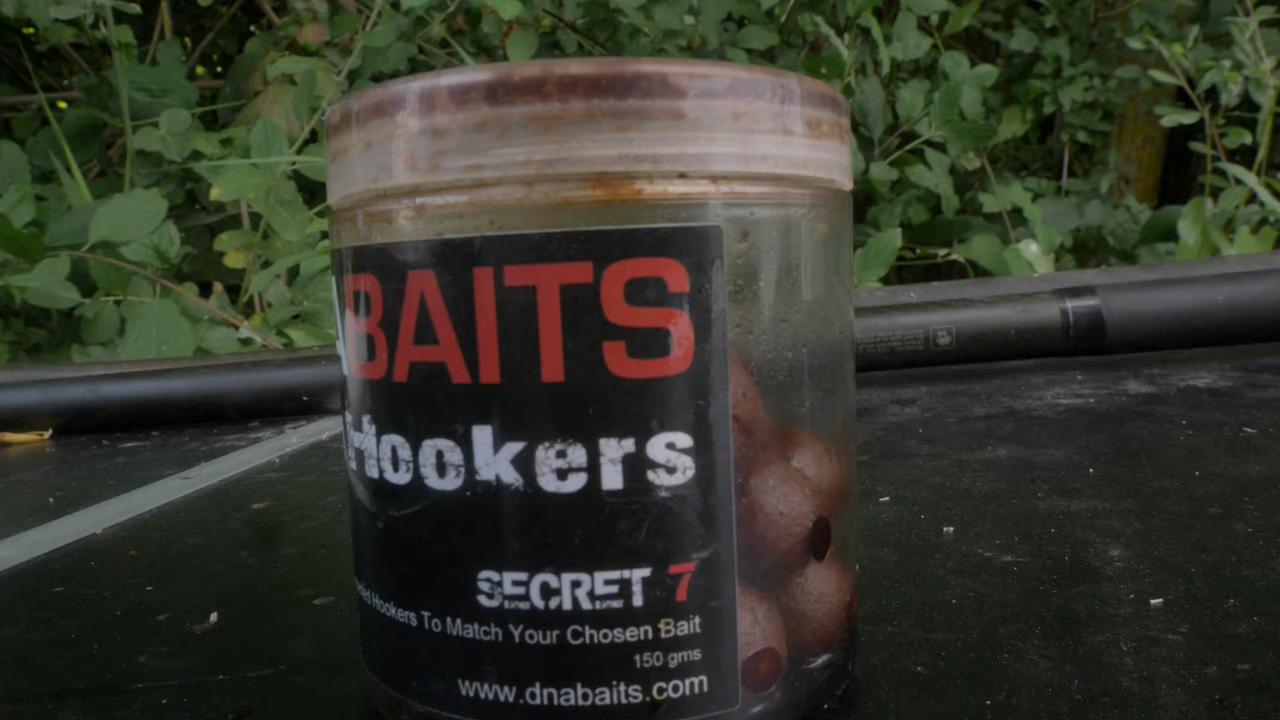 BAITS
Hookers
SECRET 7
Hookers To Match Your Chosen Bait
150 gms
www.dnabaits.com